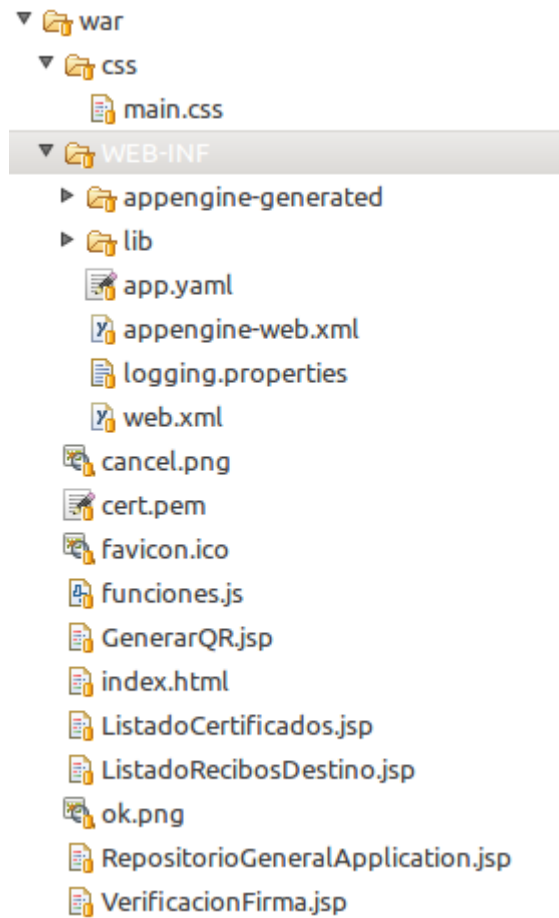 war
css
main.css
WEB-INF
appengine-generated
lib
app.yaml
appengine-web.xml
logging.properties
web.xml
cancel.png
cert.pem
favicon.ico
funciones.js
GenerarQR.jsp
index.html
ListadoCertificados.jsp
ListadoRecibosDestino.jsp
ok.png
RepositorioGeneralApplication.jsp
VerificacionFirma.jsp